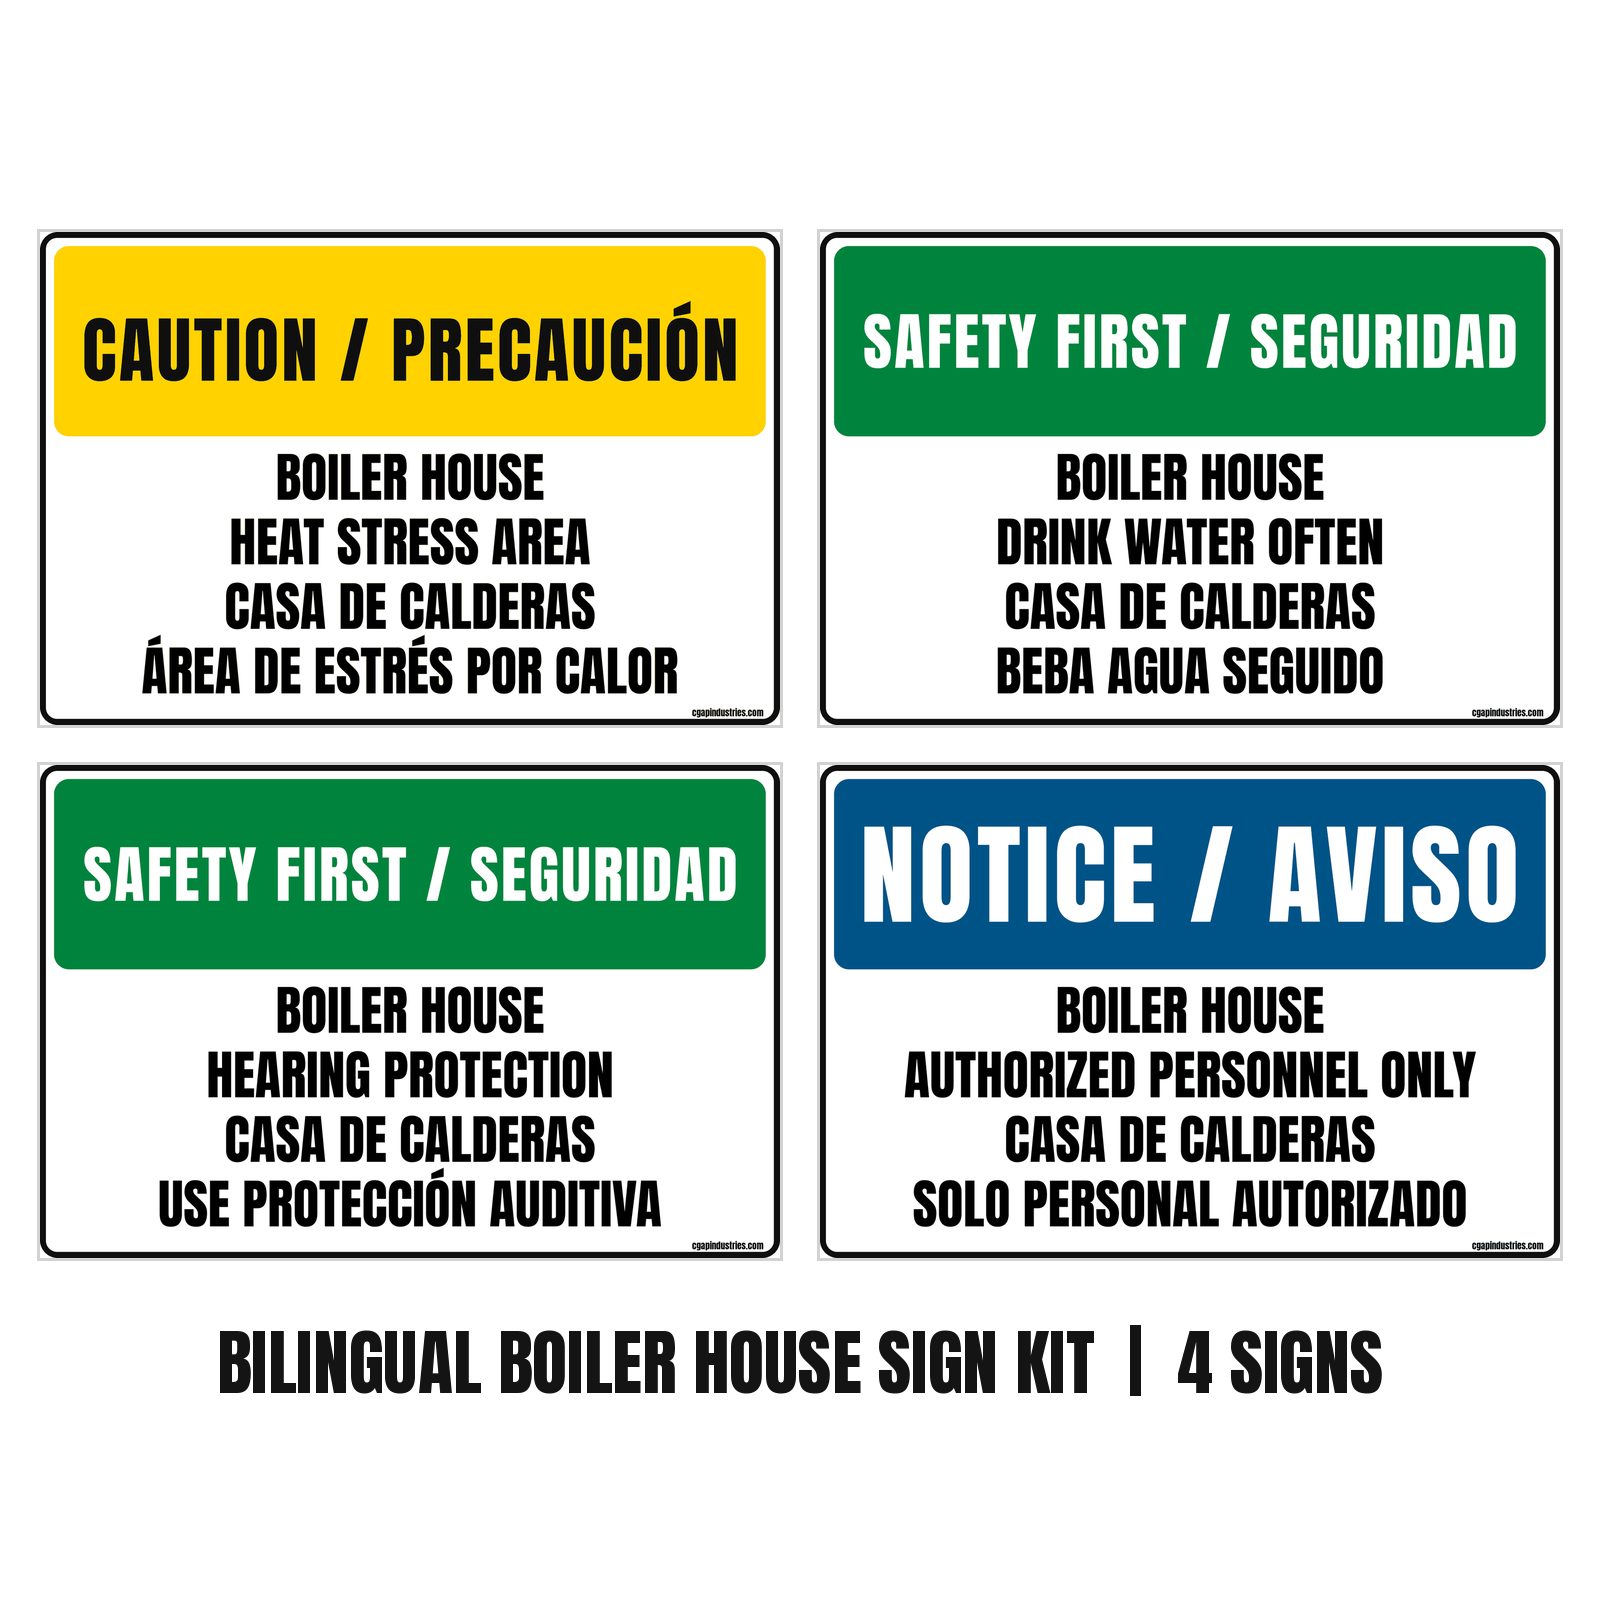 CAUTION / PRECAUCIÓN
BOILER HOUSE
HEAT STRESS AREA
CASA DE CALDERAS
ÁREA DE ESTRÉS POR CALOR
cgapindustries.com
SAFETY FIRST / SEGURIDAD
BOILER HOUSE
DRINK WATER OFTEN
CASA DE CALDERAS
BEBA AGUA SEGUIDO
cgapindustries.com
SAFETY FIRST / SEGURIDAD
BOILER HOUSE
HEARING PROTECTION
CASA DE CALDERAS
USE PROTECCIÓN AUDITIVA
cgapindustries.com
NOTICE / AVISO
BOILER HOUSE
AUTHORIZED PERSONNEL ONLY
CASA DE CALDERAS
SOLO PERSONAL AUTORIZADO
cgapindustries.com
BILINGUAL BOILER HOUSE SIGN KIT | 4 SIGNS